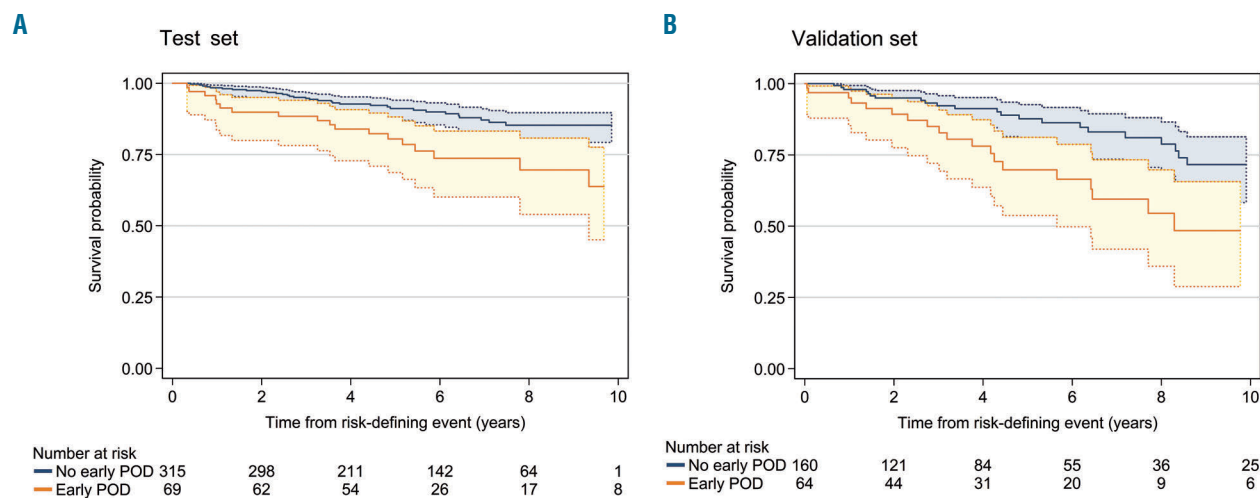 A
Test set
1.00
0.75
0.50
0.25
0.00
Survival probability
0 2 4 6 8 10
Time from risk-defining event (years)
Number at risk
No early POD 315 298 211 142 64 1
Early POD 69 62 54 26 17 8
B
Validation set
1.00
0.75
0.50
0.25
0.00
Survival probability
0 2 4 6 8 10
Time from risk-defining event (years)
Number at risk
No early POD 160 121 84 55 36 25
Early POD 64 44 31 20 9 6